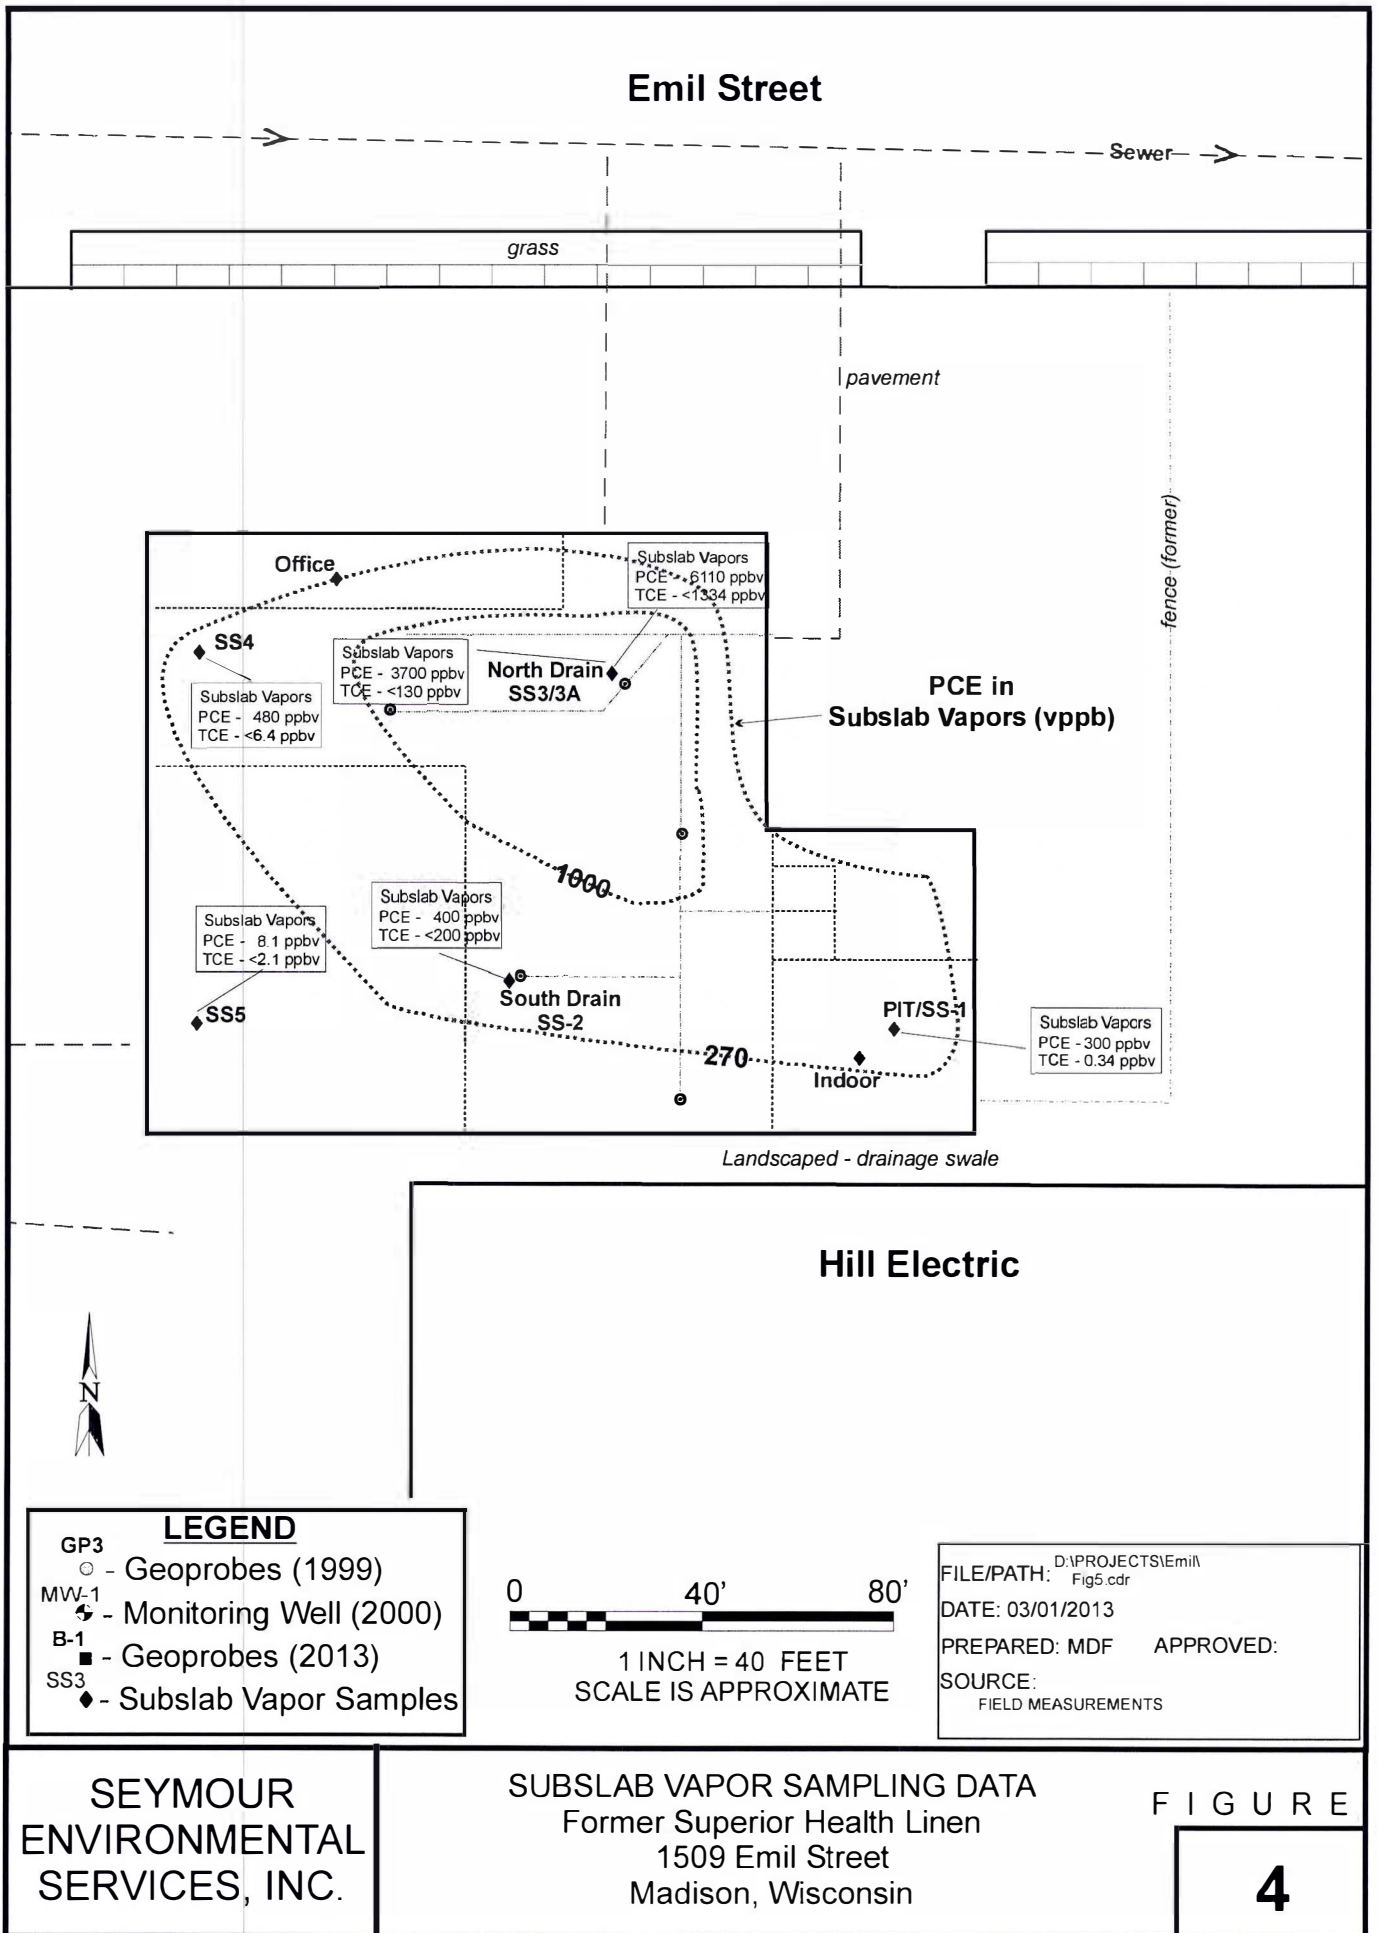 Emil Street
Sewer
grass
pavement
fence (former)
Office
Subslab Vapors
PCE - 6110 ppbv
TCE - <1334 ppbv
SS4
Subslab Vapors
PCE - 3700 ppbv
TCE - <130 ppbv
North Drain
SS3/3A
Subslab Vapors
PCE - 480 ppbv
TCE - <6.4 ppbv
PCE in
Subslab Vapors (vppb)
1000
Subslab Vapors
PCE - 400 ppbv
TCE - <200 ppbv
Subslab Vapors
PCE - 8.1 ppbv
TCE - <2.1 ppbv
SS5
South Drain
SS-2
PIT/SS-1
Subslab Vapors
PCE - 300 ppbv
TCE - 0.34 ppbv
270
Indoor
Landscaped - drainage swale
Hill Electric
N
LEGEND
GP3
- Geoprobes (1999)
MW-1
- Monitoring Well (2000)
B-1
- Geoprobes (2013)
SS3
- Subslab Vapor Samples
0 40' 80'
1 INCH = 40 FEET
SCALE IS APPROXIMATE
FILE/PATH: D:\PROJECTS\Emil\
Fig5.cdr
DATE: 03/01/2013
PREPARED: MDF APPROVED:
SOURCE:
FIELD MEASUREMENTS
SEYMOUR
ENVIRONMENTAL
SERVICES, INC.
SUBSLAB VAPOR SAMPLING DATA
Former Superior Health Linen
1509 Emil Street
Madison, Wisconsin
FIGURE
4